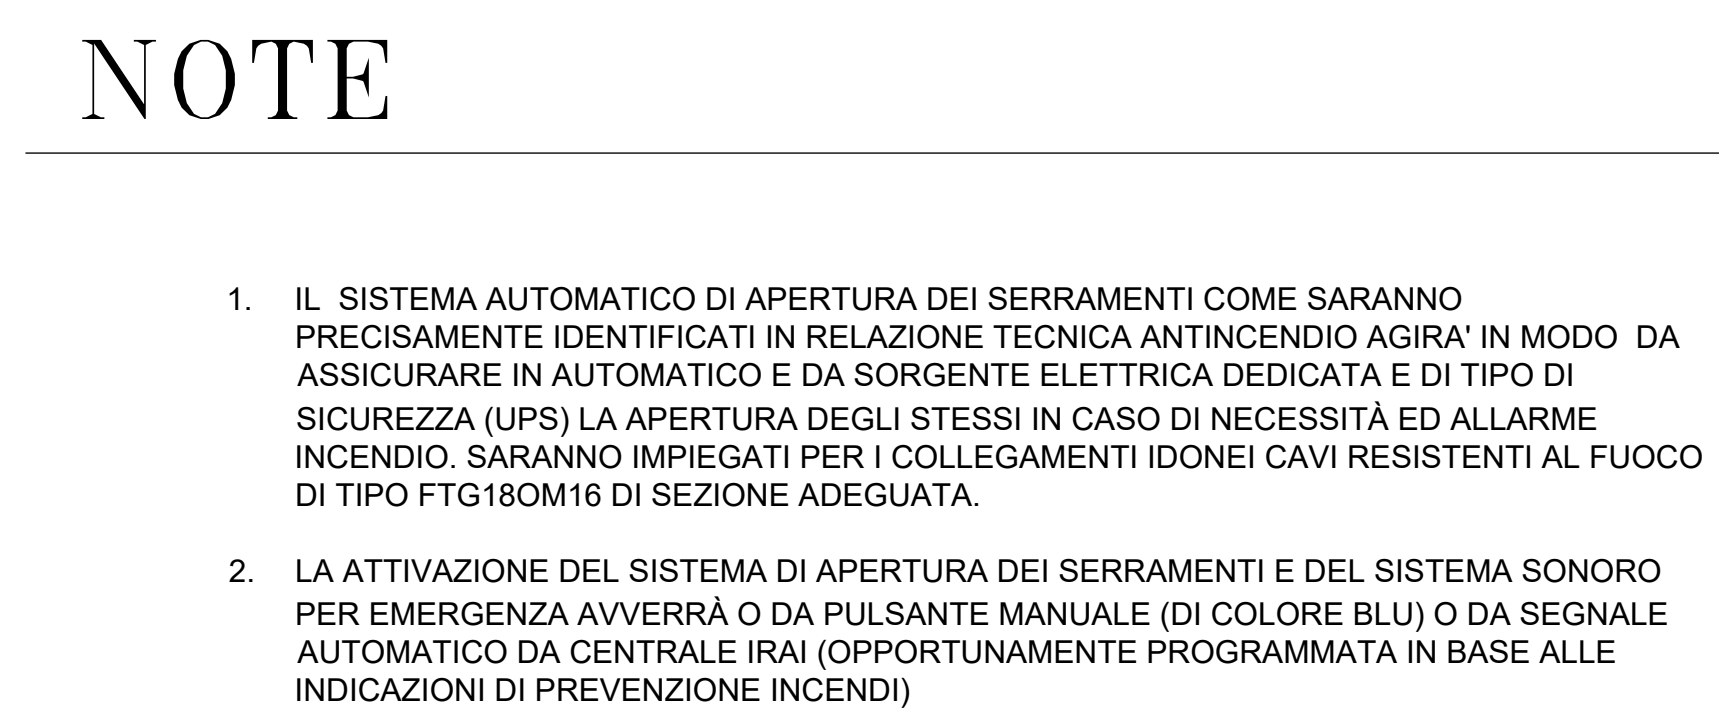 NOTE
1. IL SISTEMA AUTOMATICO DI APERTURA DEI SERRAMENTI COME SARANNO
PRECISAMENTE IDENTIFICATI IN RELAZIONE TECNICA ANTINCENDIO AGIRA' IN MODO DA
ASSICURARE IN AUTOMATICO E DA SORGENTE ELETTRICA DEDICATA E DI TIPO DI
SICUREZZA (UPS) LA APERTURA DEGLI STESSI IN CASO DI NECESSITÀ ED ALLARME
INCENDIO. SARANNO IMPIEGATI PER I COLLEGAMENTI IDONEI CAVI RESISTENTI AL FUOCO
DI TIPO FTG18OM16 DI SEZIONE ADEGUATA.
2. LA ATTIVAZIONE DEL SISTEMA DI APERTURA DEI SERRAMENTI E DEL SISTEMA SONORO
PER EMERGENZA AVVERRÀ O DA PULSANTE MANUALE (DI COLORE BLU) O DA SEGNALE
AUTOMATICO DA CENTRALE IRAI (OPPORTUNAMENTE PROGRAMMATA IN BASE ALLE
INDICAZIONI DI PREVENZIONE INCENDI)